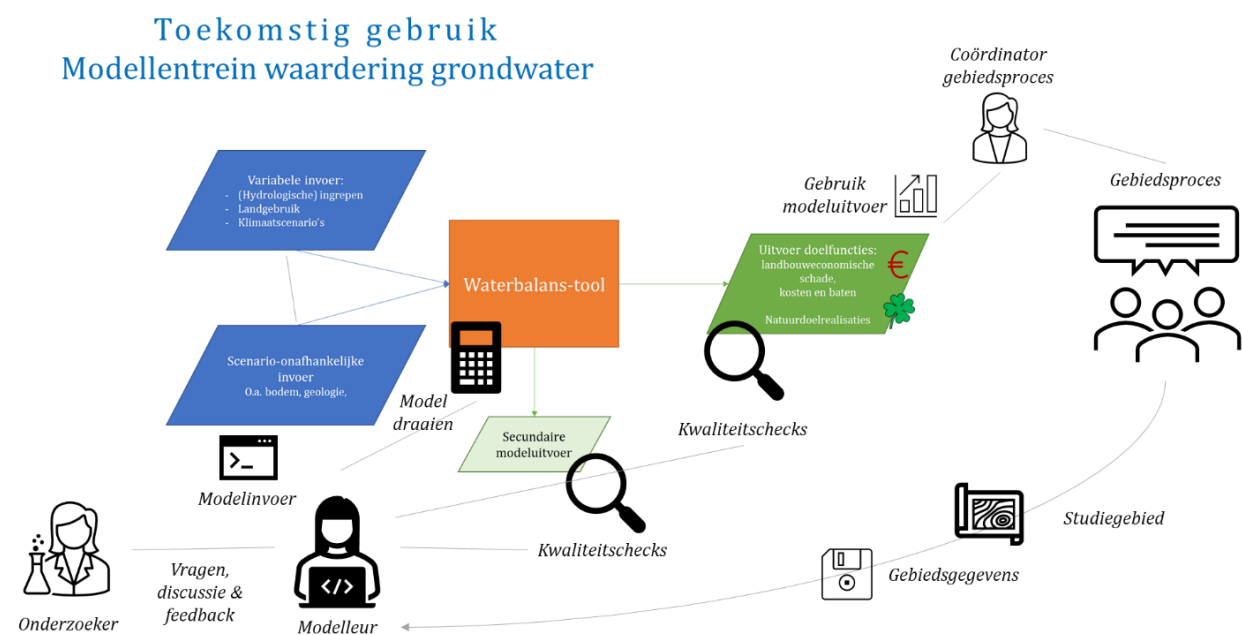 Toekomstig gebruik
Modellentrein waardering grondwater
Coördinator
gebiedsproces
Variabele invoer:
- (Hydrologische) ingrepen
- Landgebruik
- Klimaatscenario's
Gebruik
modeluitvoer
Gebiedsproces
Waterbalans-tool
Uitvoer doelfuncties:
landbouweconomische
schade,
kosten en baten
Natuurdoelrealisaties
€
Scenario-onafhankelijke
invoer
O.a. bodem, geologie,
Model
draaien
Secundaire
modeluitvoer
Kwaliteitschecks
>_
Modelinvoer
Kwaliteitschecks
Studiegebied
Gebiedsgegevens
Vragen,
discussie &
feedback
</>
Onderzoeker
Modelleur